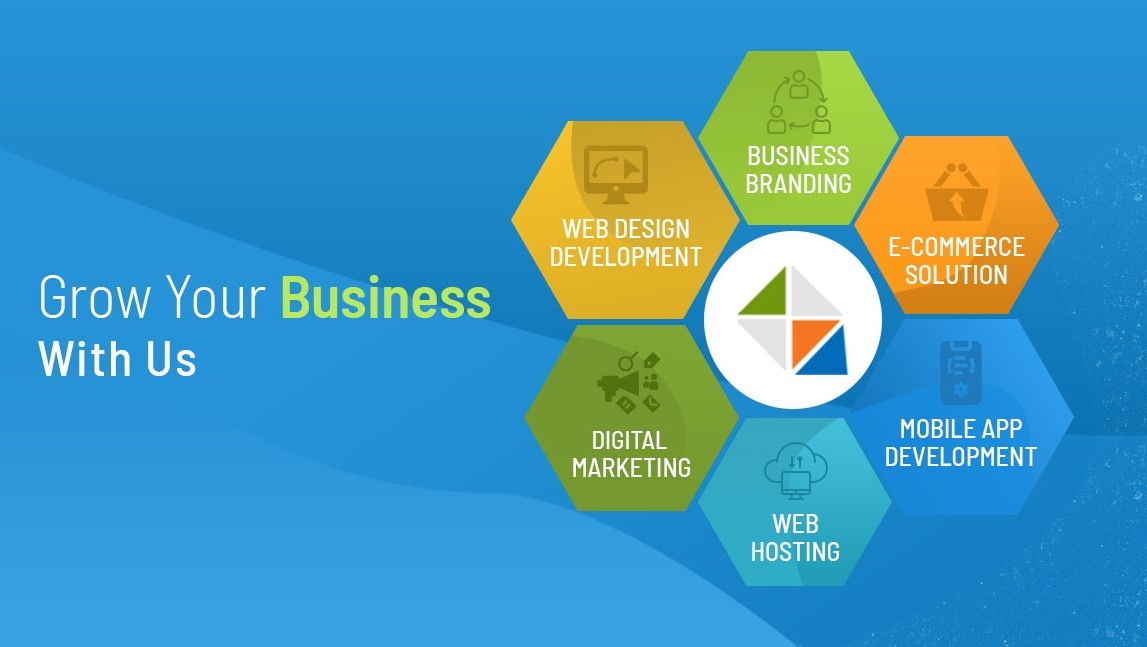 Grow Your Business
With Us
BUSINESS
BRANDING
E-COMMERCE
SOLUTION
MOBILE APP
DEVELOPMENT
WEB
HOSTING
DIGITAL
MARKETING
WEB DESIGN
DEVELOPMENT